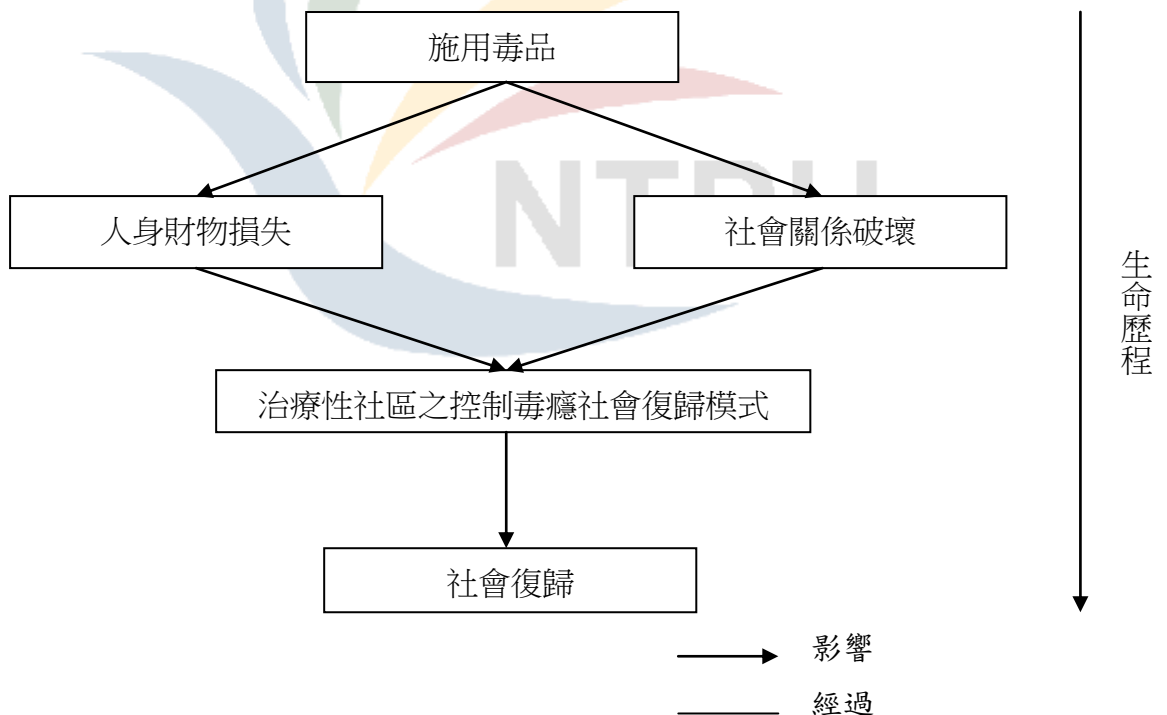 施用毒品
NTPU
人身財物損失
社會關係破壞
生命歷程
治療性社區之控制毒癮社會復歸模式
社會復歸
影響
經過